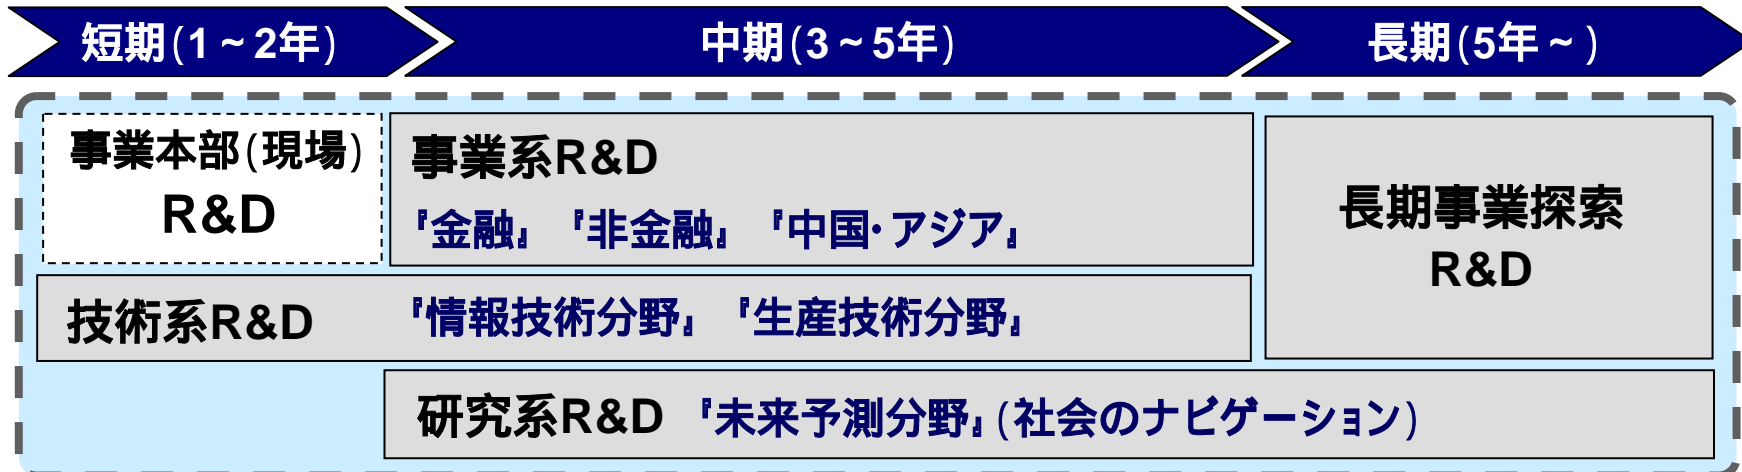 短期(1~2年)
中期(3~5年)
長期(5年~)
事業本部(現場)
R&D
事業系R&D
『金融』 『非金融』 『中国・アジア』
長期事業探索
R&D
技術系R&D 『情報技術分野』 『生産技術分野』
研究系R&D 『未来予測分野』(社会のナビゲーション)